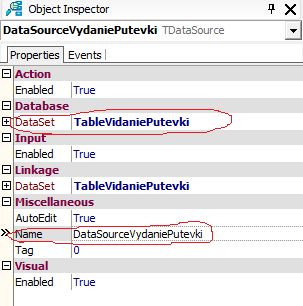 Object Inspector
DataSourceVydaniePutevki TDataSource
Properties Events
Action
Enabled True
Database
DataSet TableVidaniePutevki
Input
Enabled True
Linkage
DataSet TableVidaniePutevki
Miscellaneous
AutoEdit True
Name DataSourceVydaniePutevki
Tag 0
Visual
Enabled True